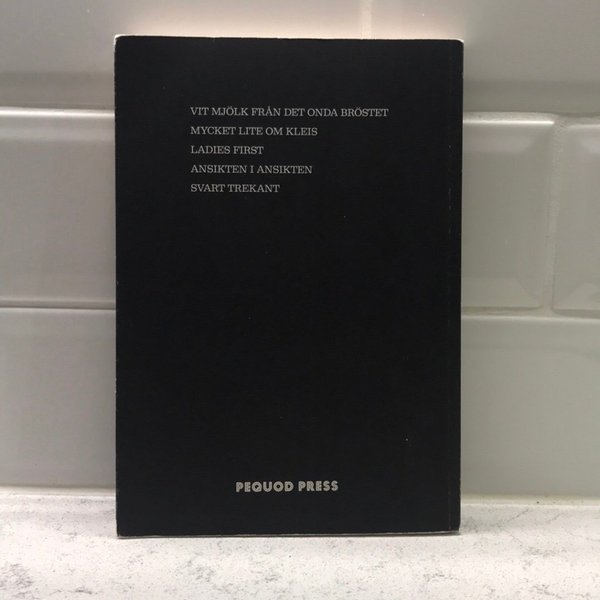 VIT MJÖLK FRÅN DET ONDA BRÖSTET
MYCKET LITE OM KLEIS
LADIES FIRST
ANSIKTEN I ANSIKTEN
SVART TREKANT
PEQUOD PRESS